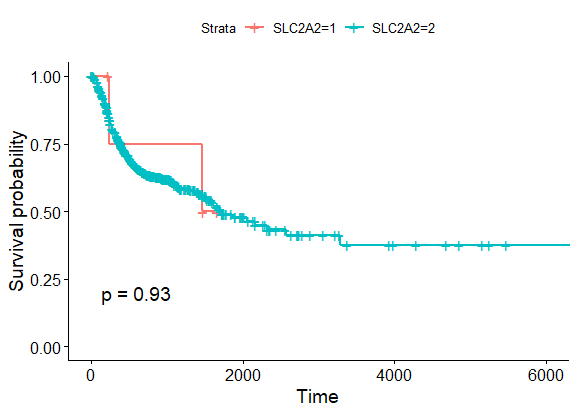 Strata SLC2A2=1 SLC2A2=2
1.00
0.75
0.50
0.25
0.00
Survival probability
p = 0.93
0 2000 4000 6000
Time